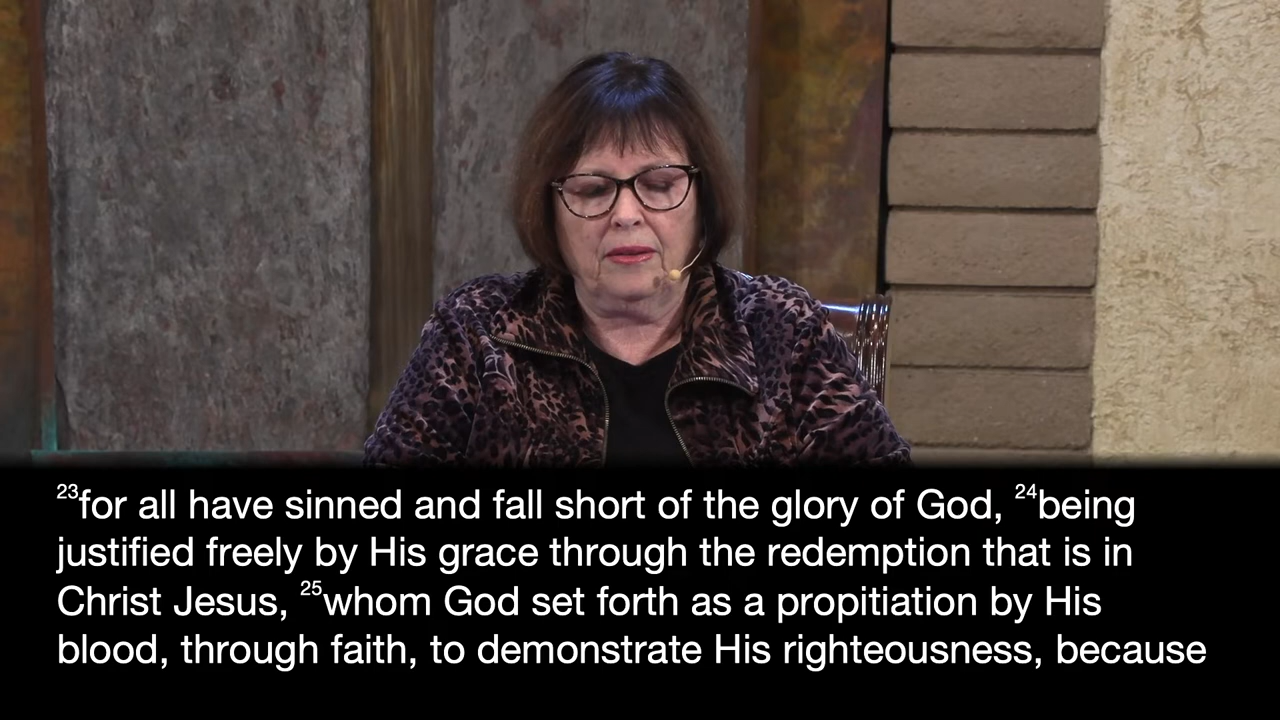 23for all have sinned and fall short of the glory of God, 24being
justified freely by His grace through the redemption that is in
Christ Jesus, 25whom God set forth as a propitiation by His
blood, through faith, to demonstrate His righteousness, because